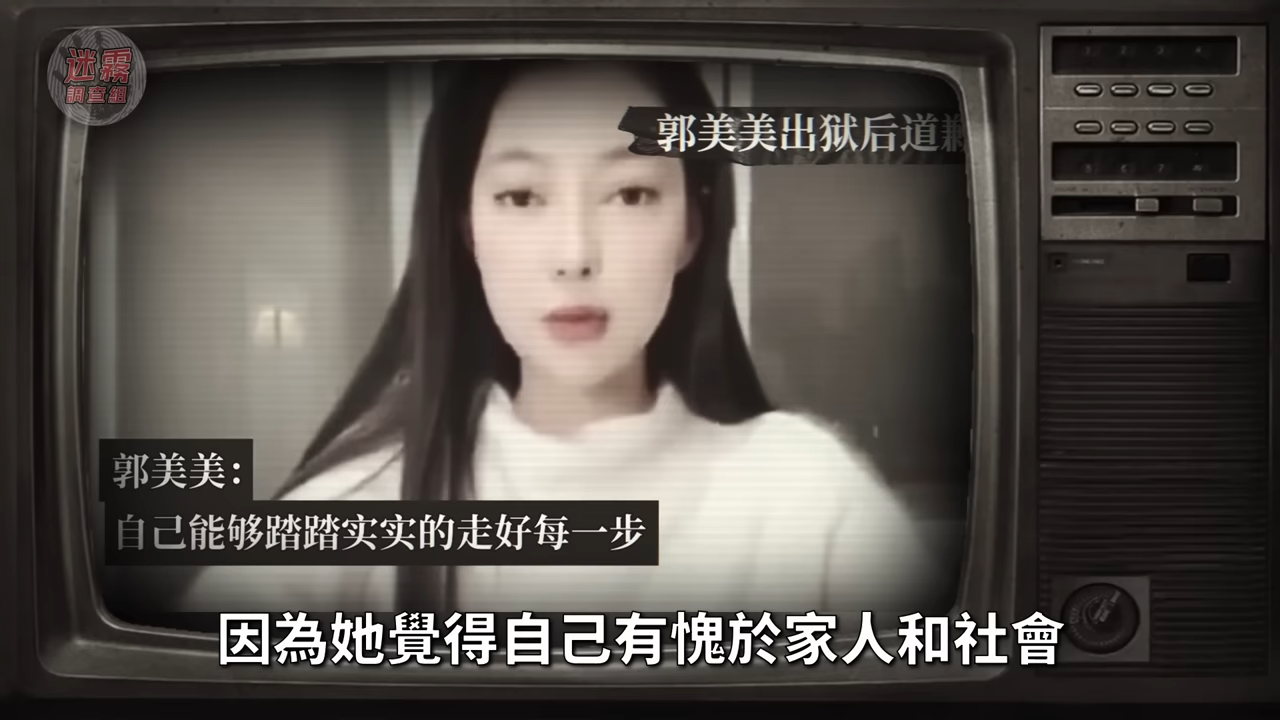 迷霧
調查組
郭美美出狱后道歉
郭美美：
自己能够踏踏实实的走好每一步
因為她覺得自己有愧於家人和社會